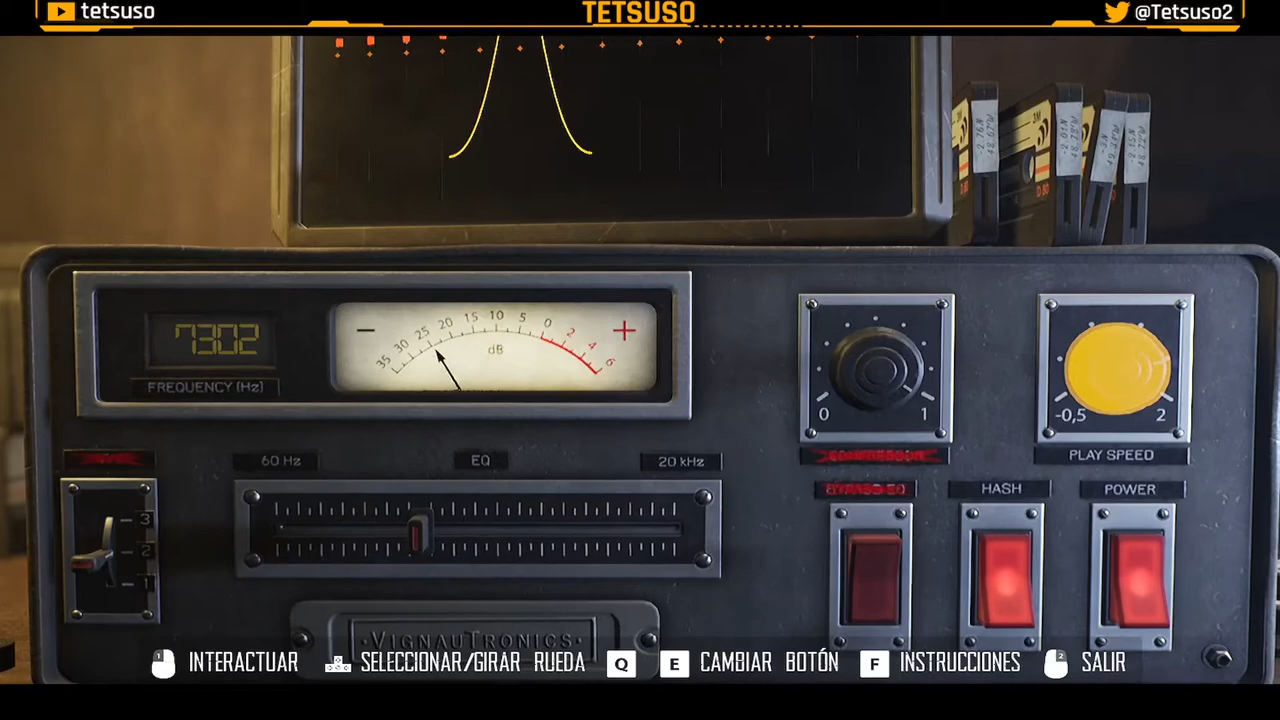 tetsuso
TETSUSO
@Tetsuso2
7302
FREQUENCY (Hz)
− 35 30 25 20 15 10 5 0 2 4 6 +
dB
0 1
-0,5 2
PLAY SPEED
60 Hz
EQ
20 kHz
HASH
POWER
3
2
1
VIGNAUTRONICS
INTERACTUAR
SELECCIONAR/GIRAR RUEDA
Q E CAMBIAR BOTÓN
F INSTRUCCIONES
SALIR